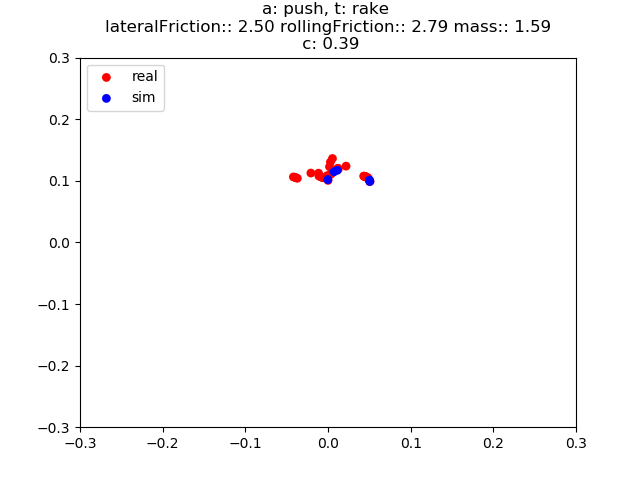 a: push, t: rake
lateralFriction:: 2.50 rollingFriction:: 2.79 mass:: 1.59
c: 0.39
real
sim
0.3
0.2
0.1
0.0
−0.1
−0.2
−0.3
−0.3
−0.2
−0.1
0.0
0.1
0.2
0.3